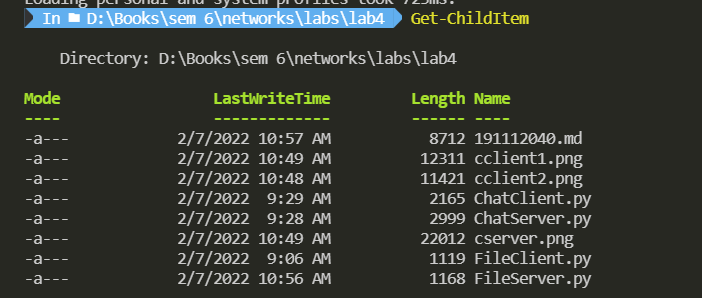 Loading personal and system profiles took 725ms.
In D:\Books\sem 6\networks\labs\lab4 Get-ChildItem
Directory: D:\Books\sem 6\networks\labs\lab4
Mode LastWriteTime Length Name
---- ------------- ------ ----
-a--- 2/7/2022 10:57 AM 8712 191112040.md
-a--- 2/7/2022 10:49 AM 12311 cclient1.png
-a--- 2/7/2022 10:48 AM 11421 cclient2.png
-a--- 2/7/2022 9:29 AM 2165 ChatClient.py
-a--- 2/7/2022 9:28 AM 2999 ChatServer.py
-a--- 2/7/2022 10:49 AM 22012 cserver.png
-a--- 2/7/2022 9:06 AM 1119 FileClient.py
-a--- 2/7/2022 10:56 AM 1168 FileServer.py